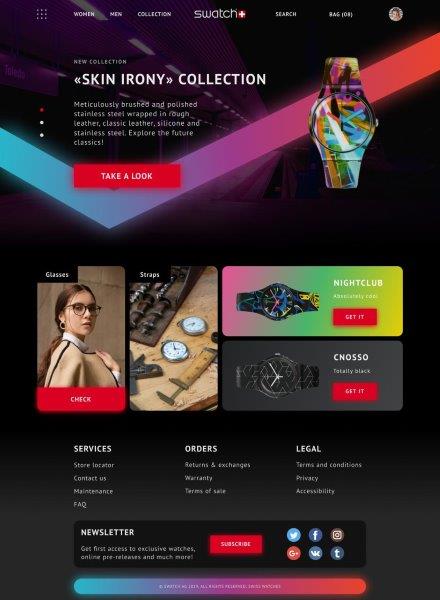 WOMEN MEN COLLECTION swatch SEARCH BAG (08)
Toledo
NEW COLLECTION
«SKIN IRONY» COLLECTION
Meticulously brushed and polished
stainless steel wrapped in rough
leather, classic leather, silicone and
stainless steel. Explore the future
classics!
TAKE A LOOK
Glasses
CHECK
Straps
NIGHTCLUB
Absolutely cool
GET IT
CNOSSO
Totally black
GET IT
SERVICES
Store locator
Contact us
Maintenance
FAQ
ORDERS
Returns & exchanges
Warranty
Terms of sale
LEGAL
Terms and conditions
Privacy
Accessibility
NEWSLETTER
Get first access to exclusive watches,
online pre-releases and much more!
SUBSCRIBE
© SWATCH AG 2019, ALL RIGHTS RESERVED, SWISS WATCHES